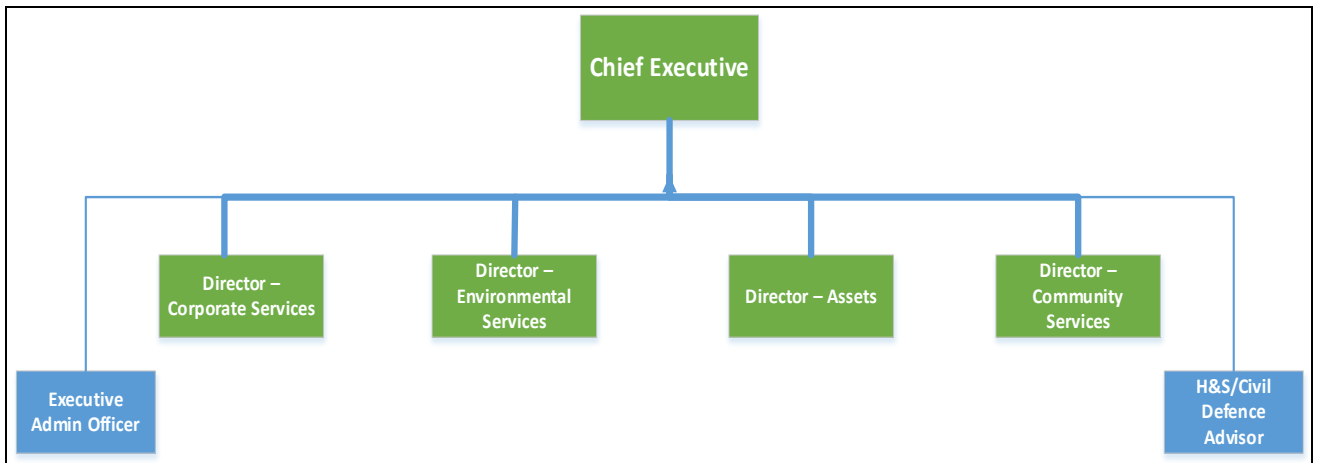 Chief Executive
Director –
Corporate Services
Director –
Environmental
Services
Director – Assets
Director –
Community
Services
Executive
Admin Officer
H&S/Civil
Defence
Advisor